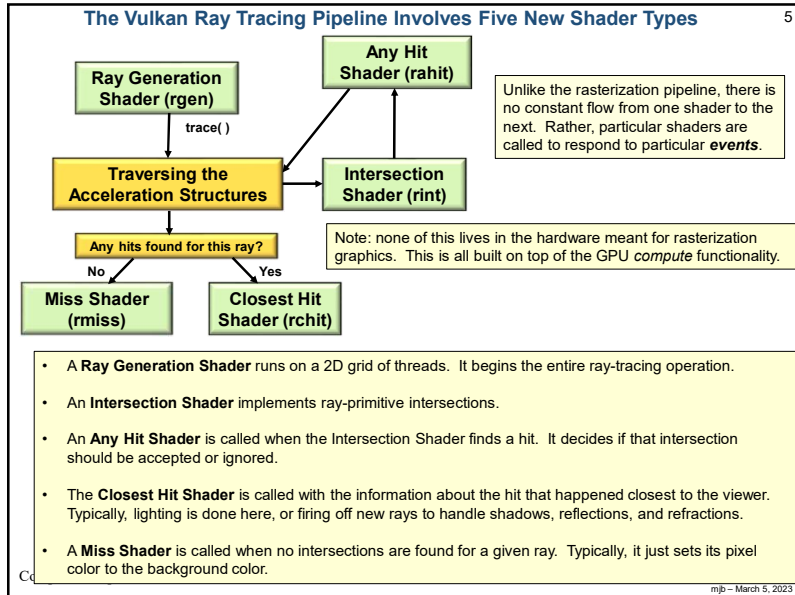 The Vulkan Ray Tracing Pipeline Involves Five New Shader Types
5
Any Hit
Shader (rahit)
Ray Generation
Shader (rgen)
trace( )
Unlike the rasterization pipeline, there is
no constant flow from one shader to the
next. Rather, particular shaders are
called to respond to particular events.
Traversing the
Acceleration Structures
Intersection
Shader (rint)
Any hits found for this ray?
Note: none of this lives in the hardware meant for rasterization
graphics. This is all built on top of the GPU compute functionality.
No
Yes
Miss Shader
(rmiss)
Closest Hit
Shader (rchit)
• A Ray Generation Shader runs on a 2D grid of threads. It begins the entire ray-tracing operation.
• An Intersection Shader implements ray-primitive intersections.
• An Any Hit Shader is called when the Intersection Shader finds a hit. It decides if that intersection
should be accepted or ignored.
• The Closest Hit Shader is called with the information about the hit that happened closest to the viewer.
Typically, lighting is done here, or firing off new rays to handle shadows, reflections, and refractions.
• A Miss Shader is called when no intersections are found for a given ray. Typically, it just sets its pixel
color to the background color.
mjb – March 5, 2023